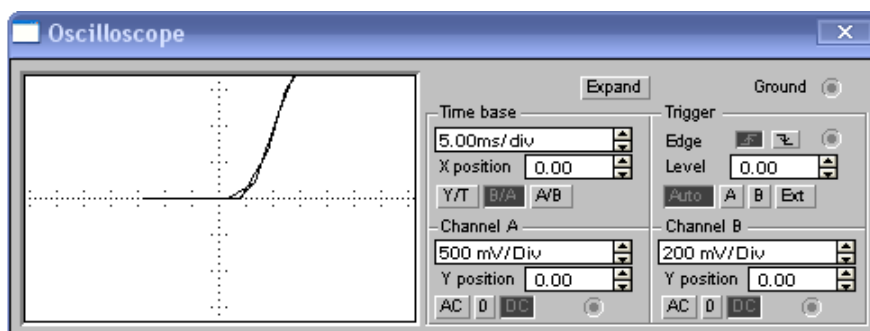 Oscilloscope
Expand Ground
Time base Trigger
5.00ms/div Edge
X position 0.00 Level 0.00
Y/T B/A A/B Auto A B Ext
Channel A Channel B
500 mV/Div 200 mV/Div
Y position 0.00 Y position 0.00
AC 0 DC AC 0 DC